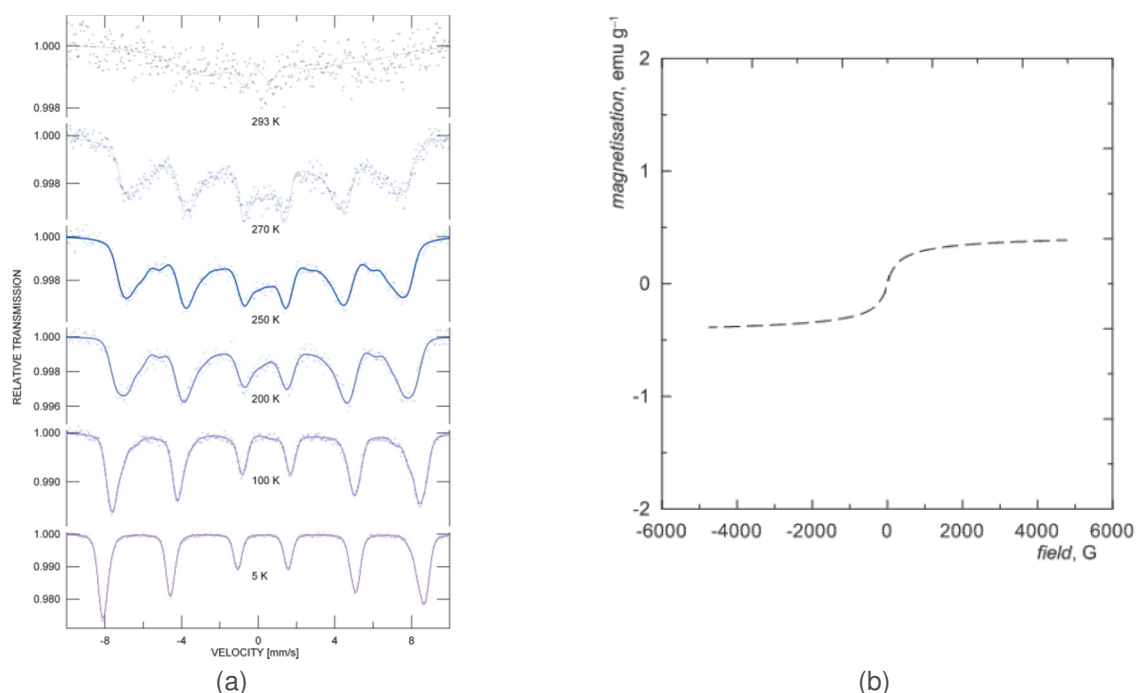 1.000
0.998
293 K
1.000
0.998
270 K
1.000
0.998
250 K
1.000
0.998
0.996
200 K
1.000
0.990
100 K
1.000
0.990
0.980
5 K
RELATIVE TRANSMISSION
-8 -4 0 4 8
VELOCITY [mm/s]
(a)
magnetisation, emu g⁻¹
2
1
0
-1
-2
-6000 -4000 -2000 0 2000 4000 6000
field, G
(b)